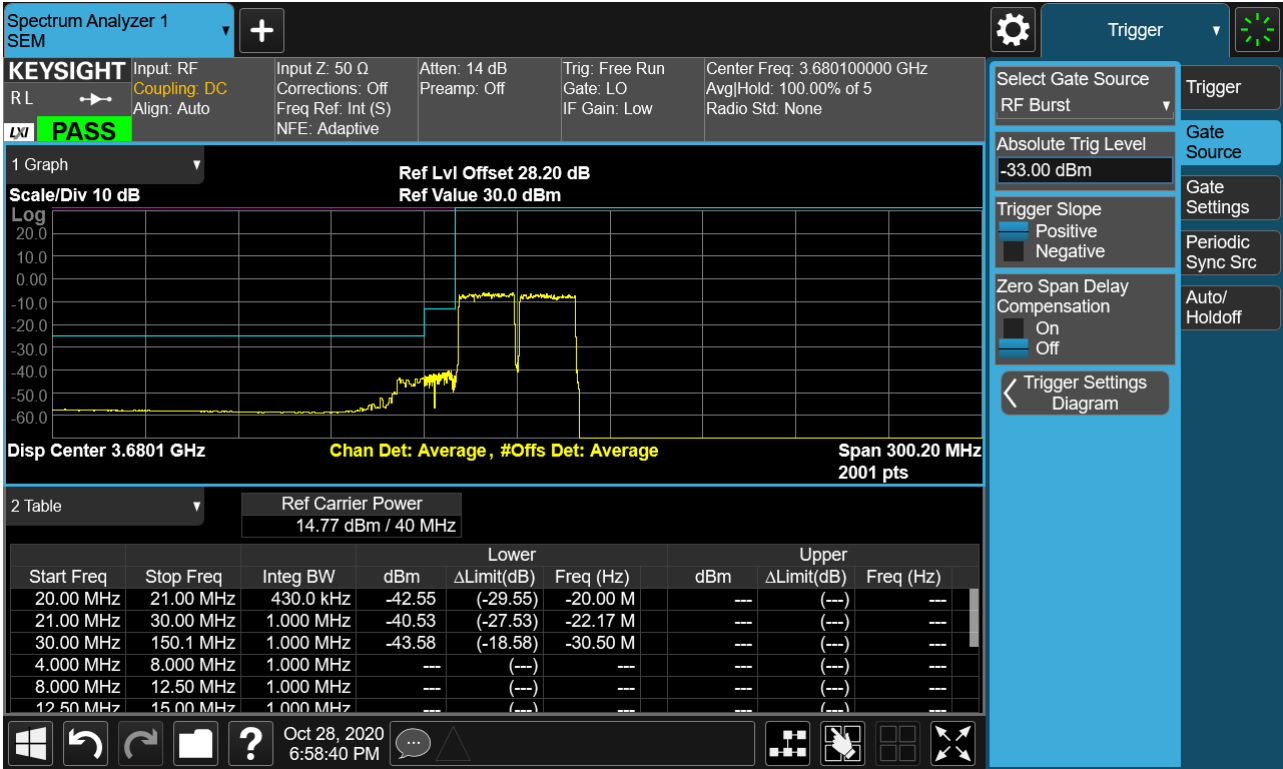 Spectrum Analyzer 1
SEM
Trigger
KEYSIGHT
R L
LXI
PASS
Input: RF
Coupling: DC
Align: Auto
Input Z: 50 Ω
Corrections: Off
Freq Ref: Int (S)
NFE: Adaptive
Atten: 14 dB
Preamp: Off
Trig: Free Run
Gate: LO
IF Gain: Low
Center Freq: 3.680100000 GHz
Avg|Hold: 100.00% of 5
Radio Std: None
1 Graph
Ref Lvl Offset 28.20 dB
Scale/Div 10 dB
Ref Value 30.0 dBm
Log
20.0
10.0
0.00
-10.0
-20.0
-30.0
-40.0
-50.0
-60.0
Disp Center 3.6801 GHz
Chan Det: Average , #Offs Det: Average
Span 300.20 MHz
2001 pts
2 Table
Ref Carrier Power
14.77 dBm / 40 MHz
Lower Upper
Start Freq Stop Freq Integ BW dBm ΔLimit(dB) Freq (Hz) dBm ΔLimit(dB) Freq (Hz)
20.00 MHz 21.00 MHz 430.0 kHz -42.55 (-29.55) -20.00 M --- (---) ---
21.00 MHz 30.00 MHz 1.000 MHz -40.53 (-27.53) -22.17 M --- (---) ---
30.00 MHz 150.1 MHz 1.000 MHz -43.58 (-18.58) -30.50 M --- (---) ---
4.000 MHz 8.000 MHz 1.000 MHz --- (---) --- --- (---) ---
8.000 MHz 12.50 MHz 1.000 MHz --- (---) --- --- (---) ---
12.50 MHz 15.00 MHz 1.000 MHz --- (---) --- --- (---) ---
?
Oct 28, 2020
6:58:40 PM
Select Gate Source
RF Burst
Absolute Trig Level
-33.00 dBm
Trigger Slope
Positive
Negative
Zero Span Delay
Compensation
On
Off
Trigger Settings
Diagram
Trigger
Gate
Source
Gate
Settings
Periodic
Sync Src
Auto/
Holdoff